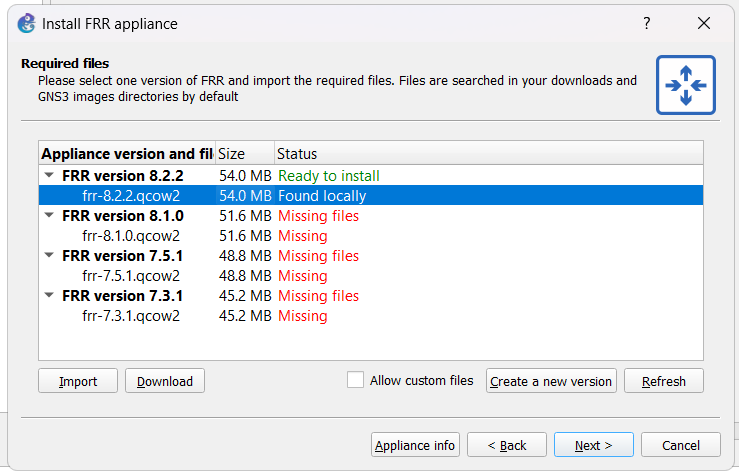 Install FRR appliance
?
Required files
Please select one version of FRR and import the required files. Files are searched in your downloads and
GNS3 images directories by default
Appliance version and fil Size Status
FRR version 8.2.2 54.0 MB Ready to install
frr-8.2.2.qcow2 54.0 MB Found locally
FRR version 8.1.0 51.6 MB Missing files
frr-8.1.0.qcow2 51.6 MB Missing
FRR version 7.5.1 48.8 MB Missing files
frr-7.5.1.qcow2 48.8 MB Missing
FRR version 7.3.1 45.2 MB Missing files
frr-7.3.1.qcow2 45.2 MB Missing
Import Download Allow custom files Create a new version Refresh
Appliance info < Back Next > Cancel